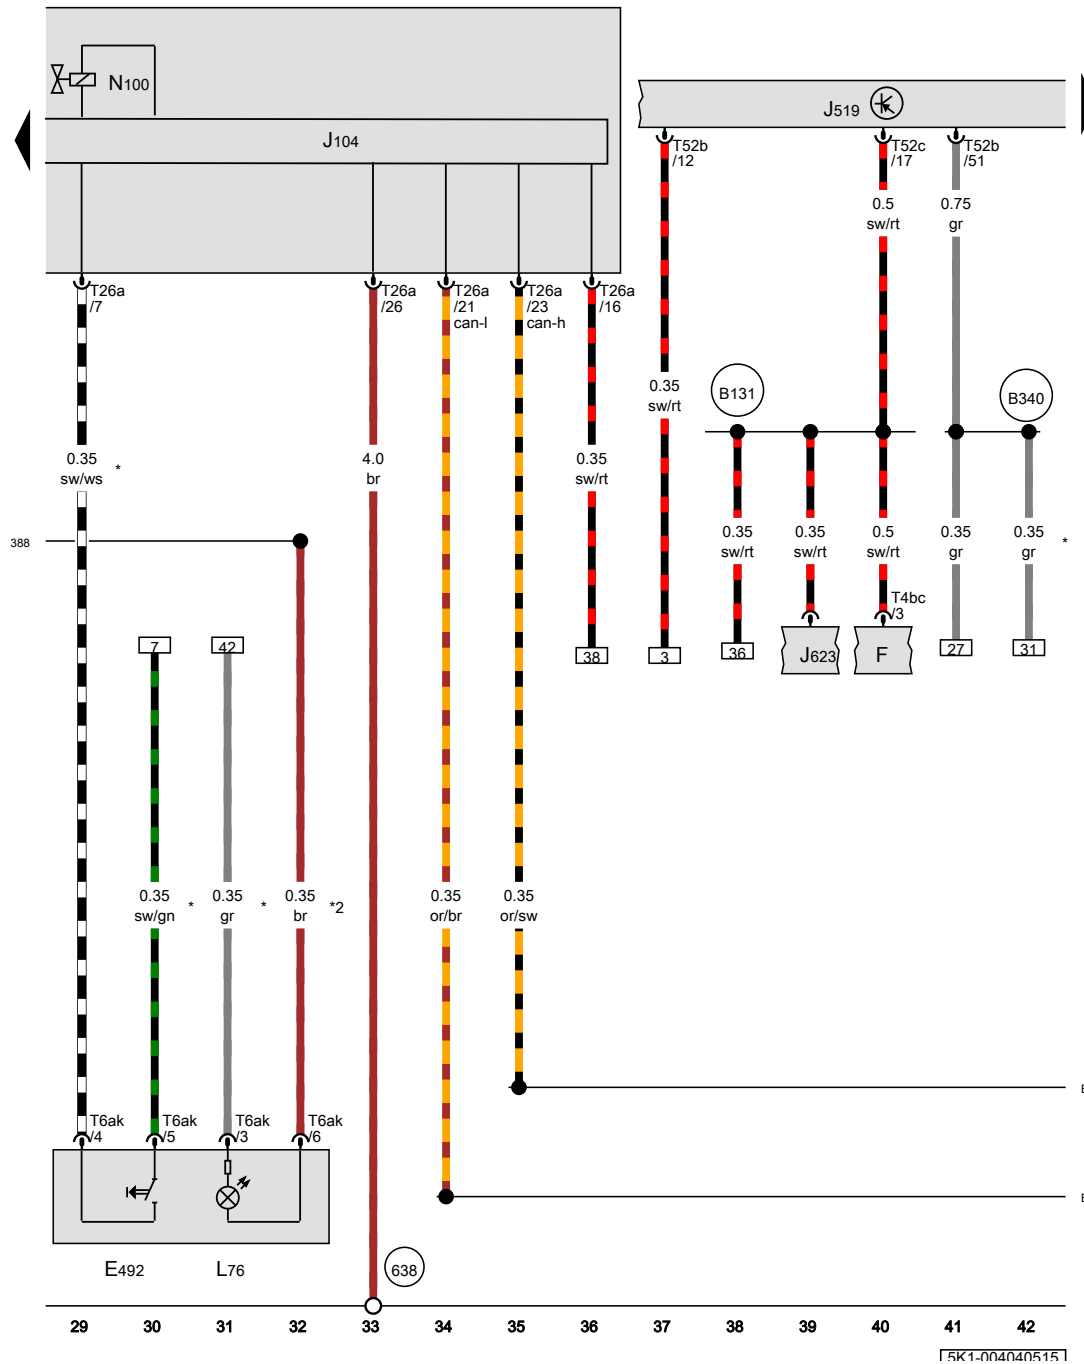 N100
J104
J519
T52b
/12
T52c
/17
T52b
/51
0.5
sw/rt
0.75
gr
T26a
/7
T26a
/26
T26a
/21
can-l
T26a
/23
can-h
T26a
/16
0.35
sw/rt
B131
B340
0.35
sw/ws *
4.0
br
0.35
sw/rt
388
0.35
sw/rt
0.35
sw/rt
0.5
sw/rt
0.35
gr
0.35
gr *
T4bc
/3
7
42
38
3
36
J623
F
27
31
0.35
sw/gn *
0.35
gr *
0.35
br *2
0.35
or/br
0.35
or/sw
T6ak
/4
T6ak
/5
T6ak
/3
T6ak
/6
E492
L76
638
29 30 31 32 33 34 35 36 37 38 39 40 41 42
5K1-004040515